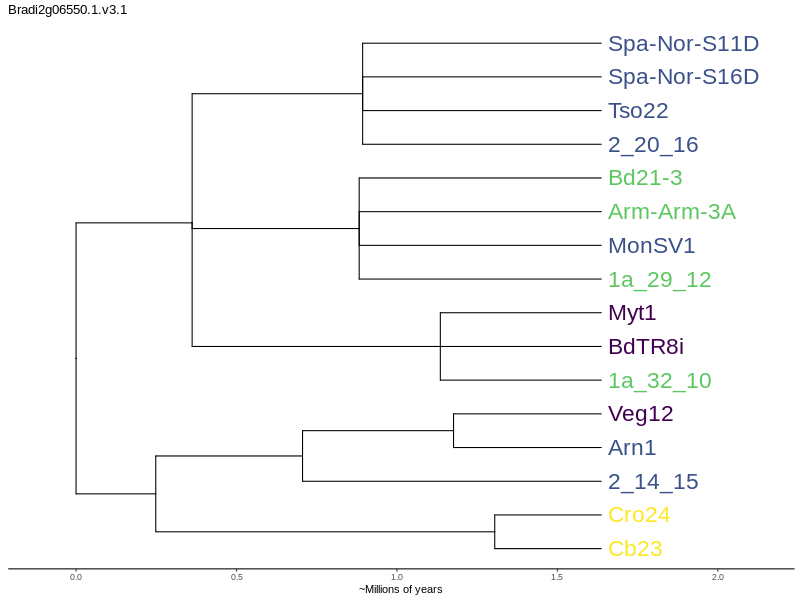 Bradi2g06550.1.v3.1
Spa-Nor-S11D
Spa-Nor-S16D
Tso22
2_20_16
Bd21-3
Arm-Arm-3A
MonSV1
1a_29_12
Myt1
BdTR8i
1a_32_10
Veg12
Arn1
2_14_15
Cro24
Cb23
0.0 0.5 1.0 1.5 2.0
~Millions of years